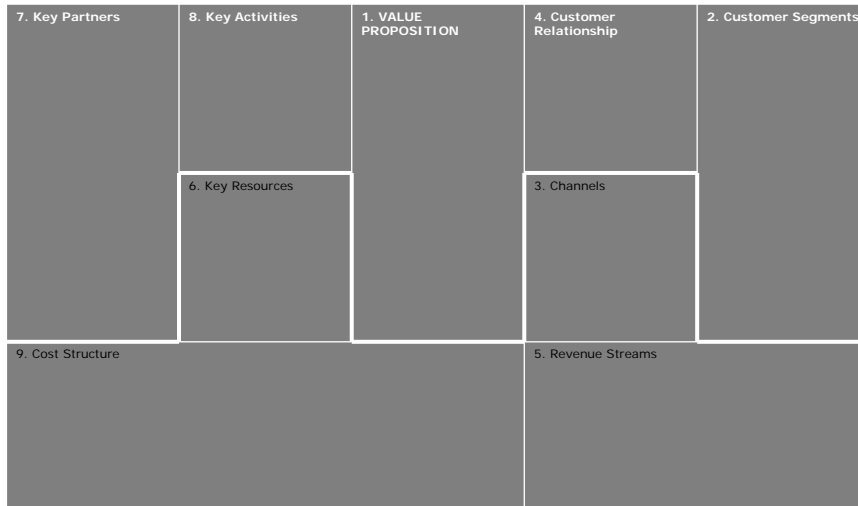 7. Key Partners
8. Key Activities
1. VALUE
PROPOSITION
4. Customer
Relationship
2. Customer Segments
6. Key Resources
3. Channels
9. Cost Structure
5. Revenue Streams